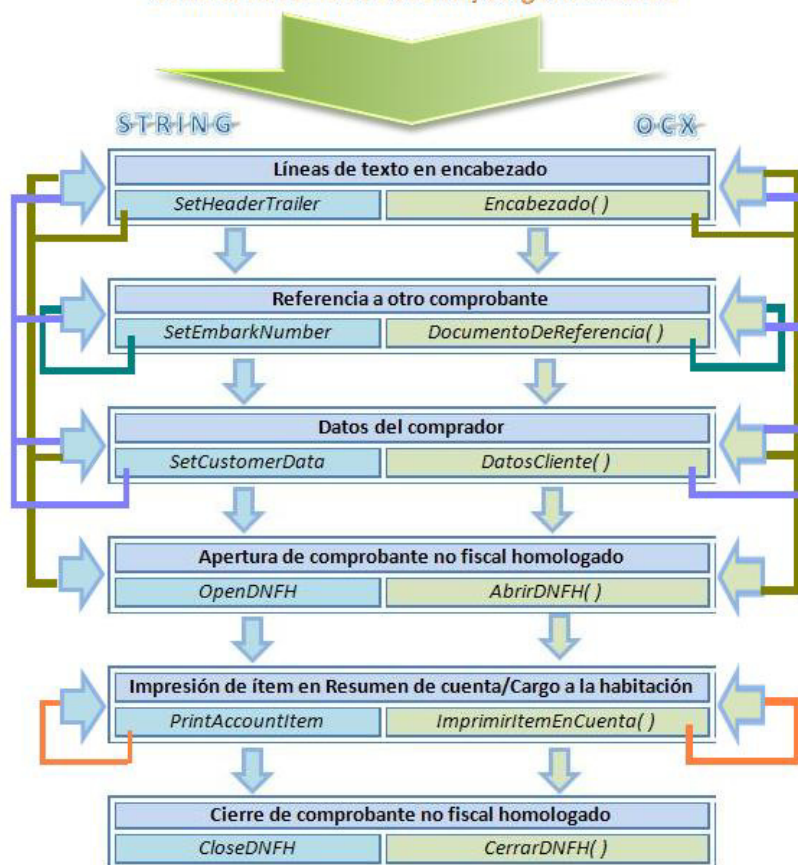 STRING OCX
Líneas de texto en encabezado
SetHeaderTrailer Encabezado( )
Referencia a otro comprobante
SetEmbarkNumber DocumentoDeReferencia( )
Datos del comprador
SetCustomerData DatosCliente( )
Apertura de comprobante no fiscal homologado
OpenDNFH AbrirDNFH( )
Impresión de ítem en Resumen de cuenta/Cargo a la habitación
PrintAccountItem ImprimirItemEnCuenta( )
Cierre de comprobante no fiscal homologado
CloseDNFH CerrarDNFH( )